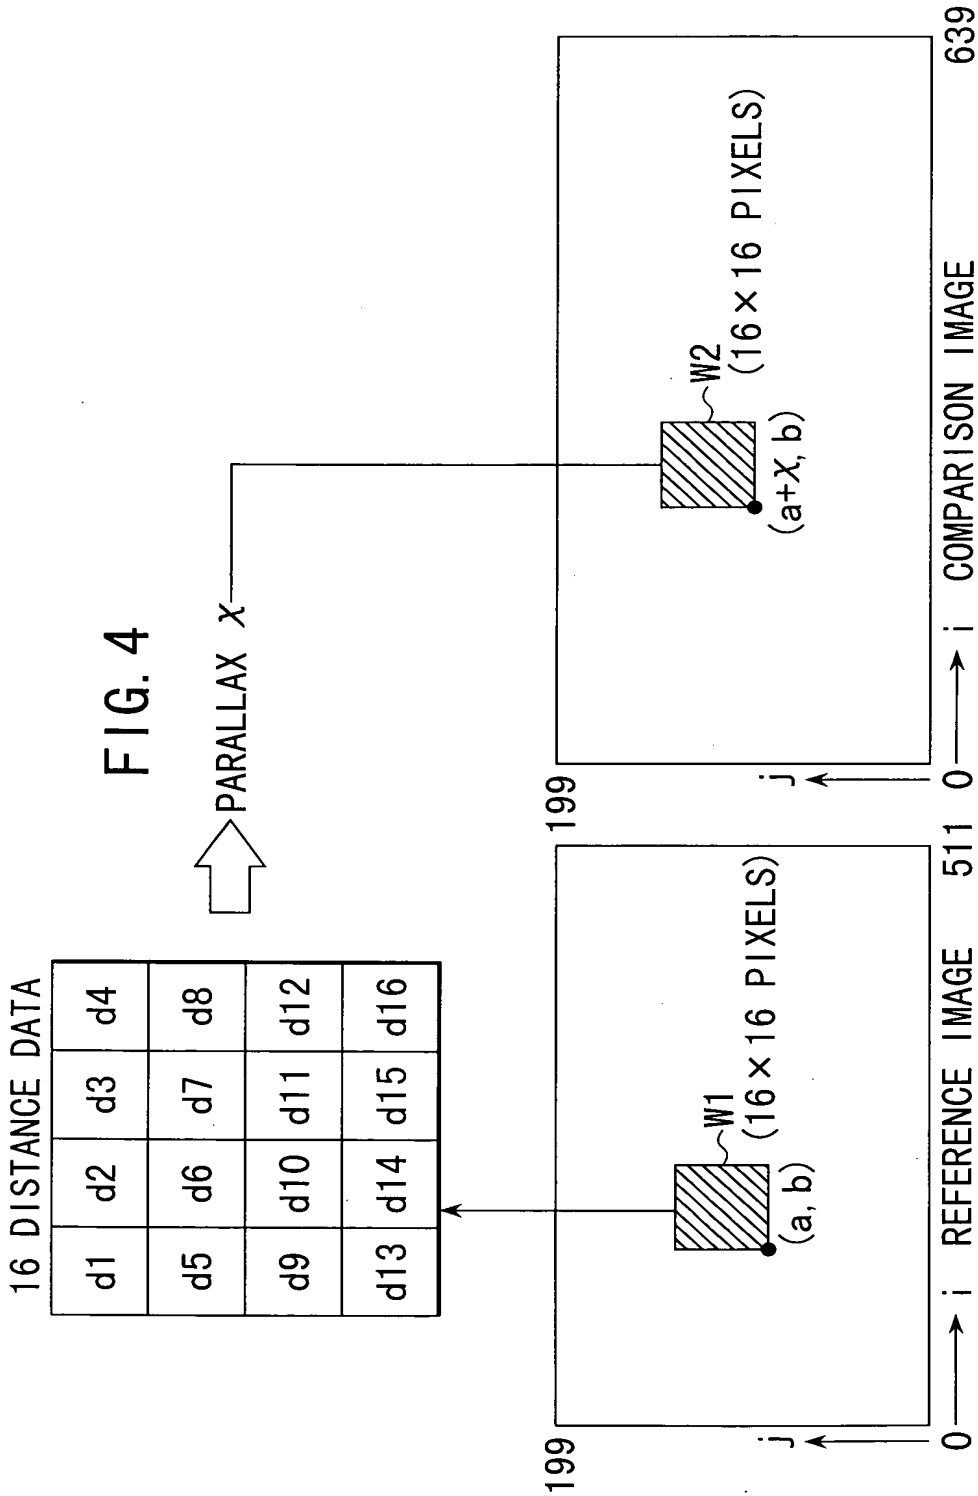 FIG. 4
16 DISTANCE DATA
d1 d2 d3 d4
d5 d6 d7 d8
d9 d10 d11 d12
d13 d14 d15 d16
PARALLAX χ
199
j
W1
(16×16 PIXELS)
(a, b)
0 i REFERENCE IMAGE 511
199
j
W2
(16×16 PIXELS)
(a+χ, b)
0 i COMPARISON IMAGE 639